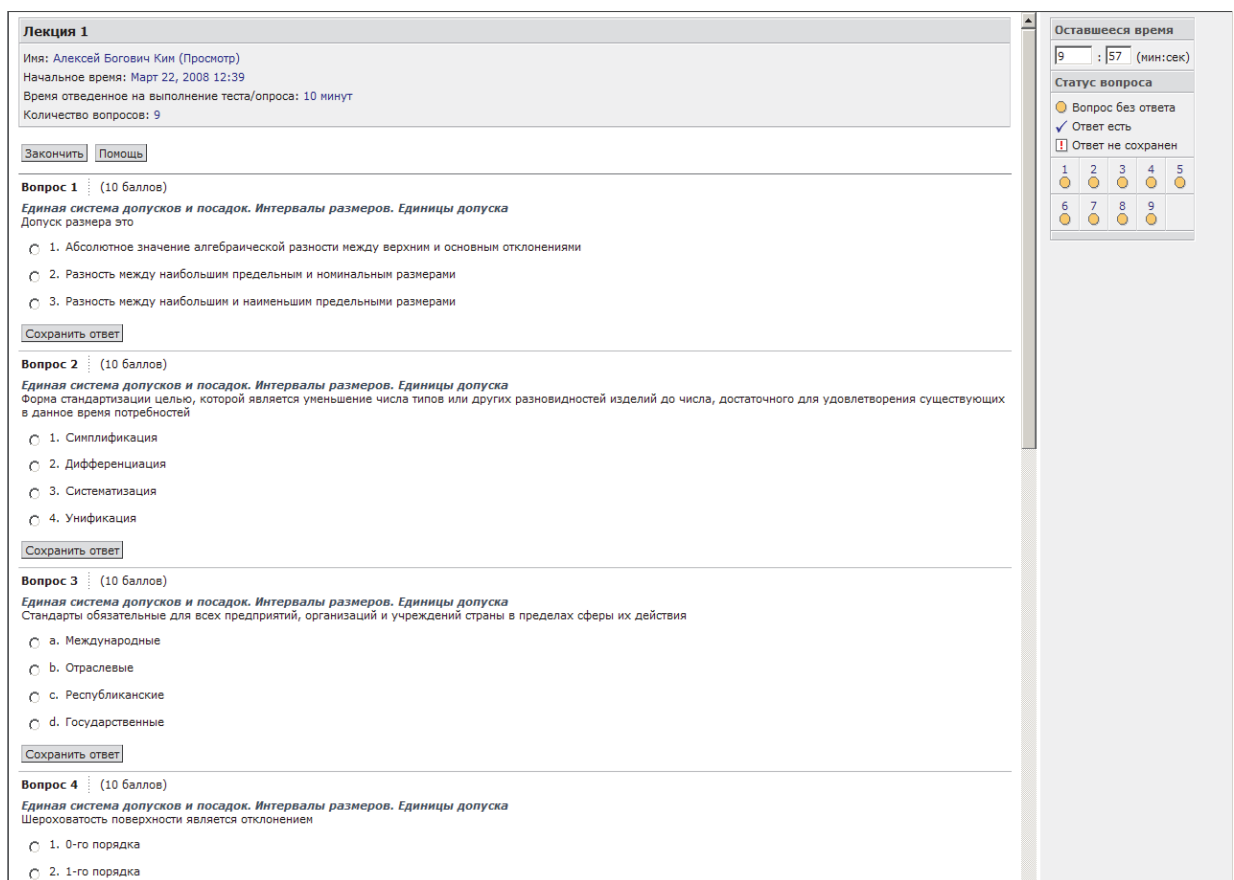 Лекция 1
Имя: Алексей Богович Ким (Просмотр)
Начальное время: Март 22, 2008 12:39
Время отведенное на выполнение теста/опроса: 10 минут
Количество вопросов: 9
Закончить Помощь
Вопрос 1 (10 баллов)
Единая система допусков и посадок. Интервалы размеров. Единицы допуска
Допуск размера это
1. Абсолютное значение алгебраической разности между верхним и основным отклонениями
2. Разность между наибольшим предельным и номинальным размерами
3. Разность между наибольшим и наименьшим предельными размерами
Сохранить ответ
Вопрос 2 (10 баллов)
Единая система допусков и посадок. Интервалы размеров. Единицы допуска
Форма стандартизации целью, которой является уменьшение числа типов или других разновидностей изделий до числа, достаточного для удовлетворения существующих
в данное время потребностей
1. Симплификация
2. Дифференциация
3. Систематизация
4. Унификация
Сохранить ответ
Вопрос 3 (10 баллов)
Единая система допусков и посадок. Интервалы размеров. Единицы допуска
Стандарты обязательные для всех предприятий, организаций и учреждений страны в пределах сферы их действия
a. Международные
b. Отраслевые
c. Республиканские
d. Государственные
Сохранить ответ
Вопрос 4 (10 баллов)
Единая система допусков и посадок. Интервалы размеров. Единицы допуска
Шероховатость поверхности является отклонением
1. 0-го порядка
2. 1-го порядка
Оставшееся время
9 : 57 (мин:сек)
Статус вопроса
Вопрос без ответа
Ответ есть
Ответ не сохранен
1 2 3 4 5
6 7 8 9